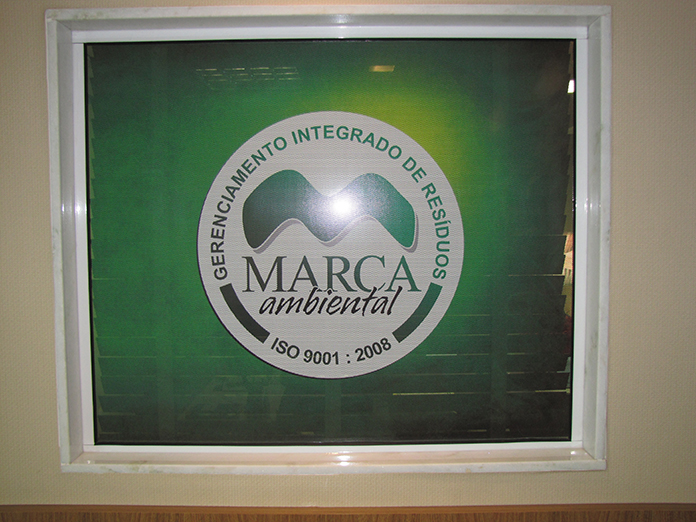 GERENCIAMENTO INTEGRADO DE RESÍDUOS
MARCA
ambiental
ISO 9001 : 2008